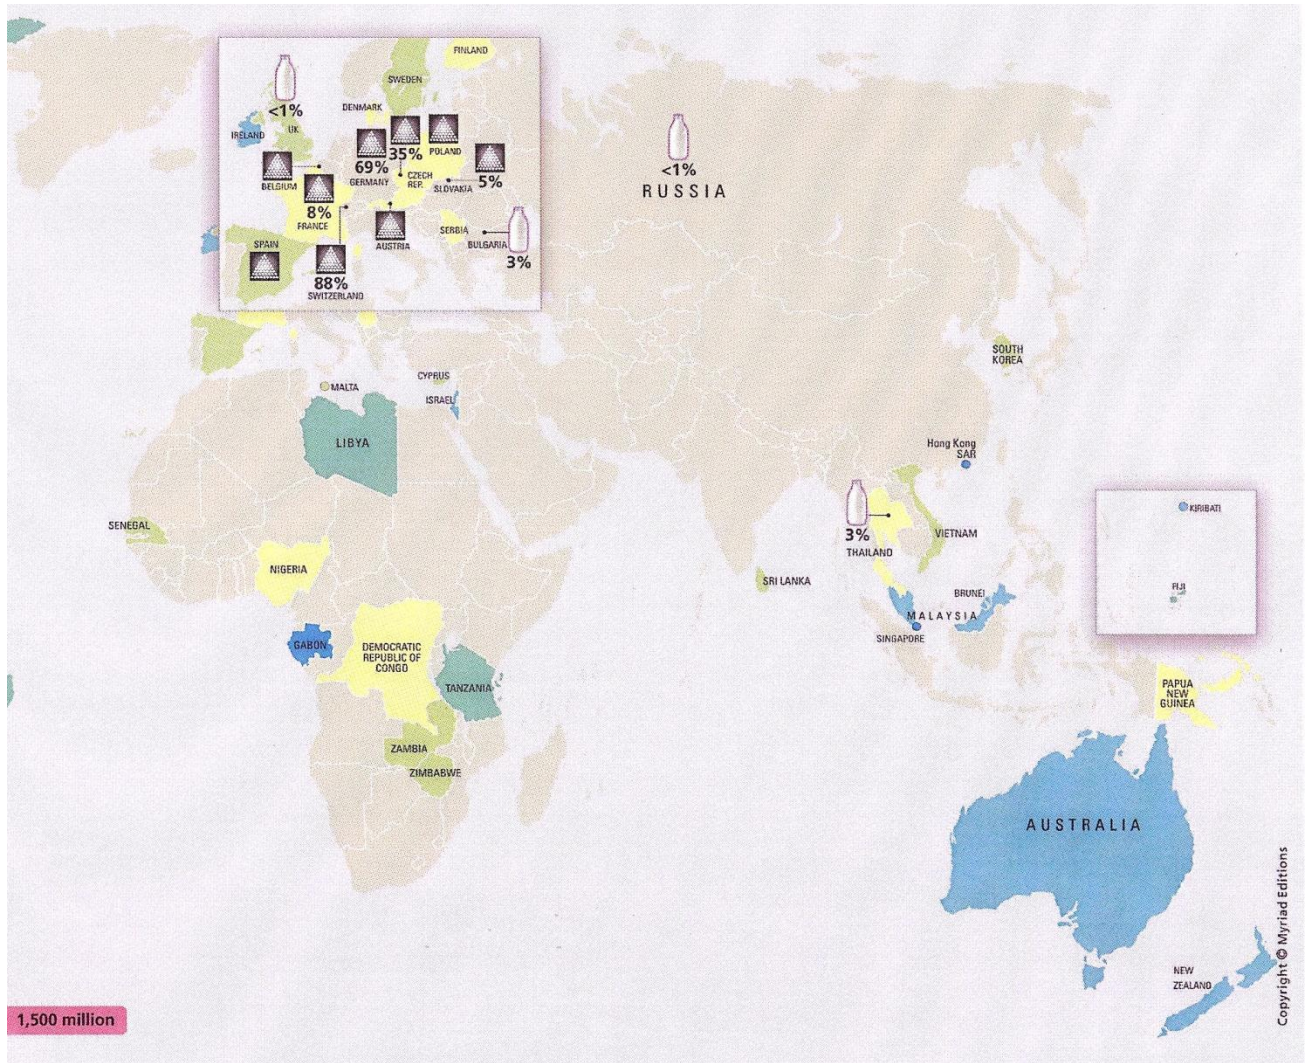 FINLAND
SWEDEN
DENMARK
<1%
IRELAND
UK
35%
POLAND
69%
GERMANY
CZECH
REP.
SLOVAKIA
5%
BELGIUM
8%
FRANCE
AUSTRIA
SERBIA
BULGARIA
3%
SPAIN
88%
SWITZERLAND
<1%
RUSSIA
SOUTH
KOREA
MALTA
CYPRUS
ISRAEL
LIBYA
Hong Kong
SAR
SENEGAL
NIGERIA
3%
THAILAND
VIETNAM
KIRIBATI
SRI LANKA
BRUNEI
FIJI
MALAYSIA
SINGAPORE
GABON
DEMOCRATIC
REPUBLIC OF
CONGO
TANZANIA
PAPUA
NEW
GUINEA
ZAMBIA
ZIMBABWE
AUSTRALIA
NEW
ZEALAND
Copyright © Myriad Editions
1,500 million